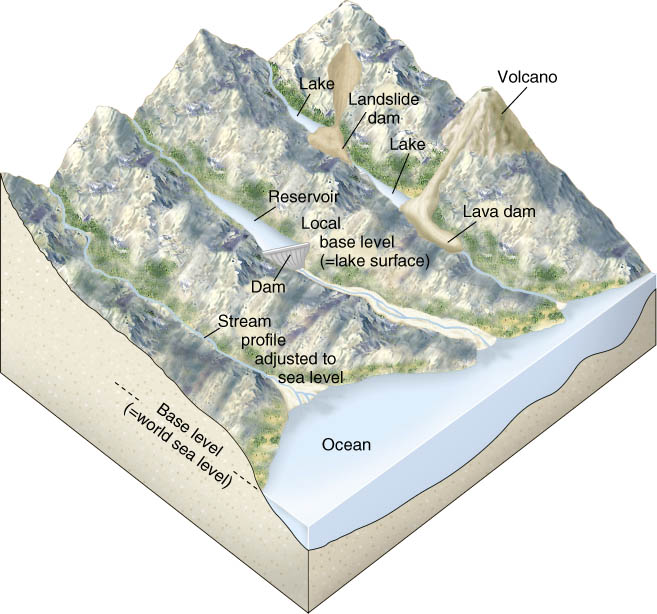 Volcano
Lake
Landslide
dam
Lake
Reservoir
Lava dam
Local
base level
(=lake surface)
Dam
Stream
profile
adjusted to
sea level
Base level
(=world sea level)
Ocean